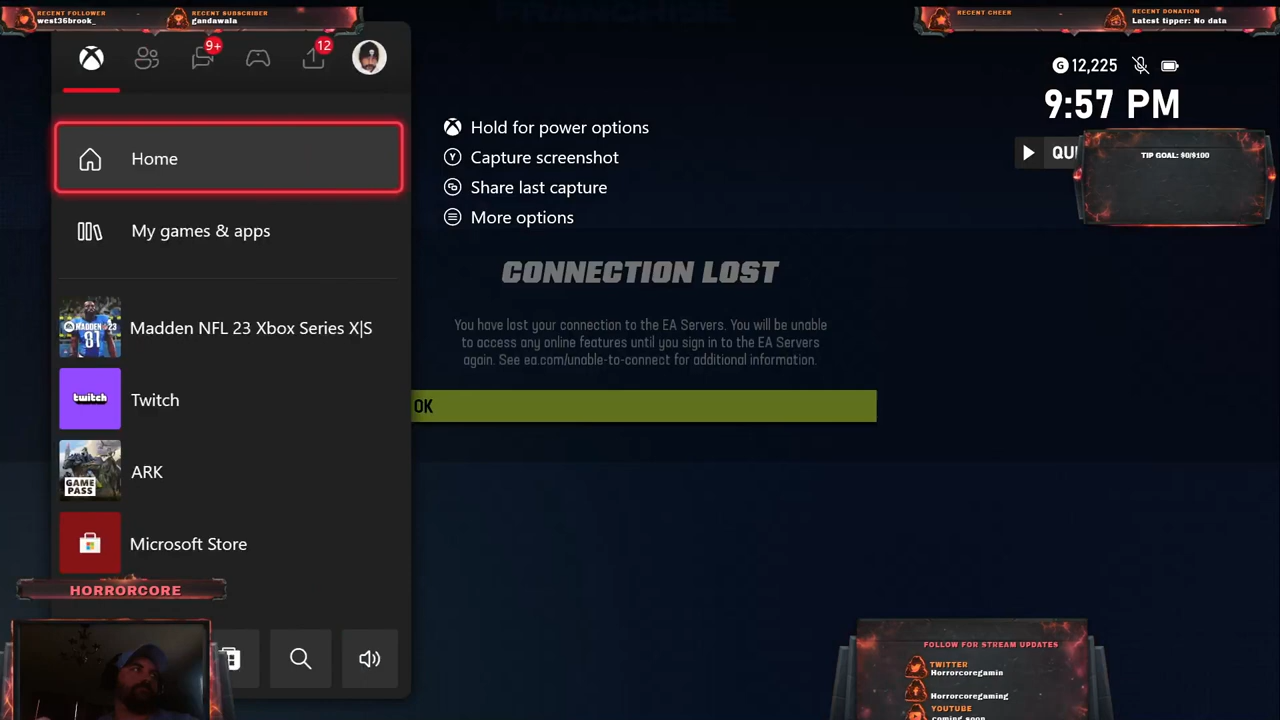 RECENT FOLLOWER
west36brook_
RECENT SUBSCRIBER
gandawala
RECENT CHEER
RECENT DONATION
Latest tipper: No data
9+
12
G 12,225
9:57 PM
TIP GOAL: $0/$100
Home
My games & apps
Madden NFL 23 Xbox Series X|S
MADDEN 23
81
twitch
Twitch
GAME
PASS
ARK
Microsoft Store
Hold for power options
Y Capture screenshot
Share last capture
More options
CONNECTION LOST
You have lost your connection to the EA Servers. You will be unable
to access any online features until you sign in to the EA Servers
again. See ea.com/unable-to-connect for additional information.
OK
HORRORCORE
FOLLOW FOR STREAM UPDATES
TWITTER
Horrorcoregamin
Horrorcoregaming
YOUTUBE
coming soon